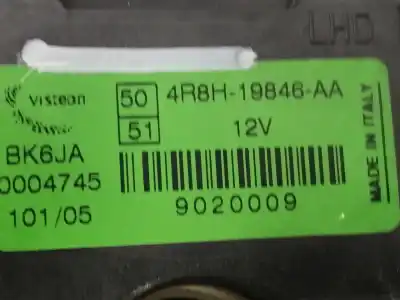 LHD
visteon
50
4R8H-19846-AA
51
12V
BK6JA
0004745
101/05
9020009
MADE IN ITALY